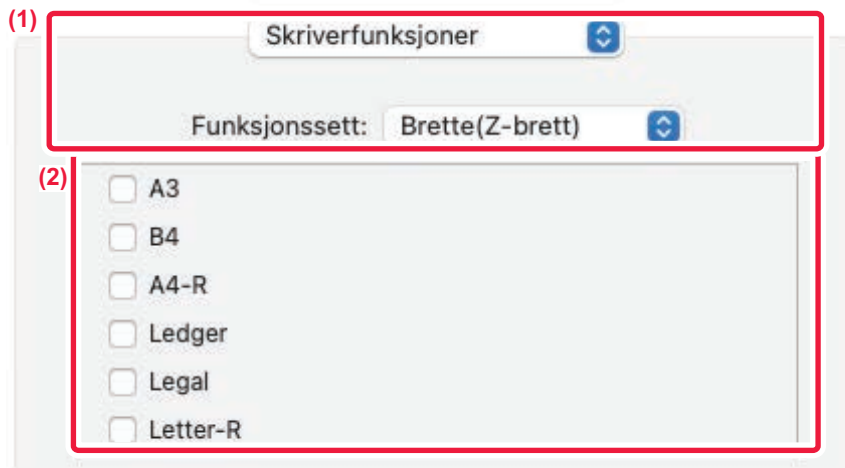 (1)
Skriverfunksjoner
Funksjonssett: Brette(Z-brett)
(2)
A3
B4
A4-R
Ledger
Legal
Letter-R